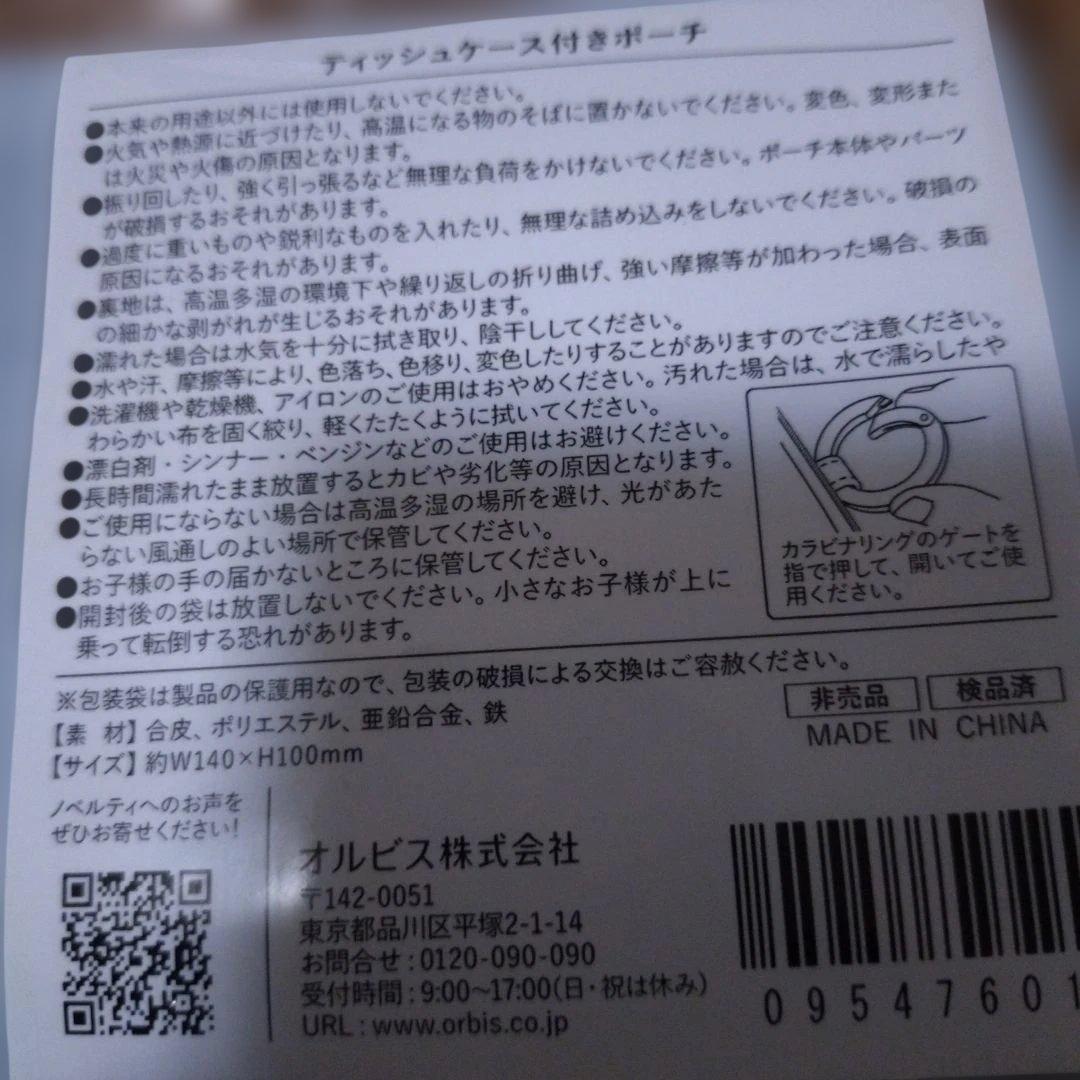 ティッシュケース付きポーチ
●本来の用途以外には使用しないでください。
●火気や熱源に近づけたり、高温になる物のそばに置かないでください。変色、変形また
は火災や火傷の原因となります。
●振り回したり、強く引っ張るなど無理な負荷をかけないでください。ポーチ本体やパーツ
が破損するおそれがあります。
●過度に重いものや鋭利なものを入れたり、無理な詰め込みをしないでください。破損の
原因になるおそれがあります。
●裏地は、高温多湿の環境下や繰り返しの折り曲げ、強い摩擦等が加わった場合、表面
の細かな剥がれが生じるおそれがあります。
●濡れた場合は水気を十分に拭き取り、陰干ししてください。
●水や汗、摩擦等により、色落ち、色移り、変色したりすることがありますのでご注意ください。
●洗濯機や乾燥機、アイロンのご使用はおやめください。汚れた場合は、水で濡らしたや
わらかい布を固く絞り、軽くたたくように拭いてください。
●漂白剤・シンナー・ベンジンなどのご使用はお避けください。
●長時間濡れたまま放置するとカビや劣化等の原因となります。
●ご使用にならない場合は高温多湿の場所を避け、光があた
らない風通しのよい場所で保管してください。
●お子様の手の届かないところに保管してください。
●開封後の袋は放置しないでください。小さなお子様が上に
乗って転倒する恐れがあります。
カラビナリングのゲートを
指で押して、開いてご使
用ください。
※包装袋は製品の保護用なので、包装の破損による交換はご容赦ください。
【素 材】合皮、ポリエステル、亜鉛合金、鉄
【サイズ】約W140×H100mm
非売品 検品済
MADE IN CHINA
ノベルティへのお声を
ぜひお寄せください！
オルビス株式会社
〒142-0051
東京都品川区平塚2-1-14
お問合せ：0120-090-090
受付時間：9:00～17:00（日・祝は休み）
URL：www.orbis.co.jp
09547601